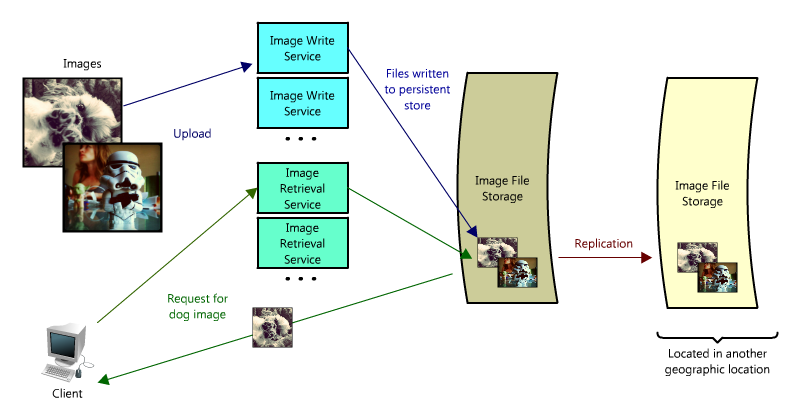 Images
Upload
Image Write
Service
Image Write
Service
. . .
Image
Retrieval
Service
Image
Retrieval
Service
. . .
Files written
to persistent
store
Image File
Storage
Replication
Image File
Storage
Request for
dog image
Client
Located in another
geographic location